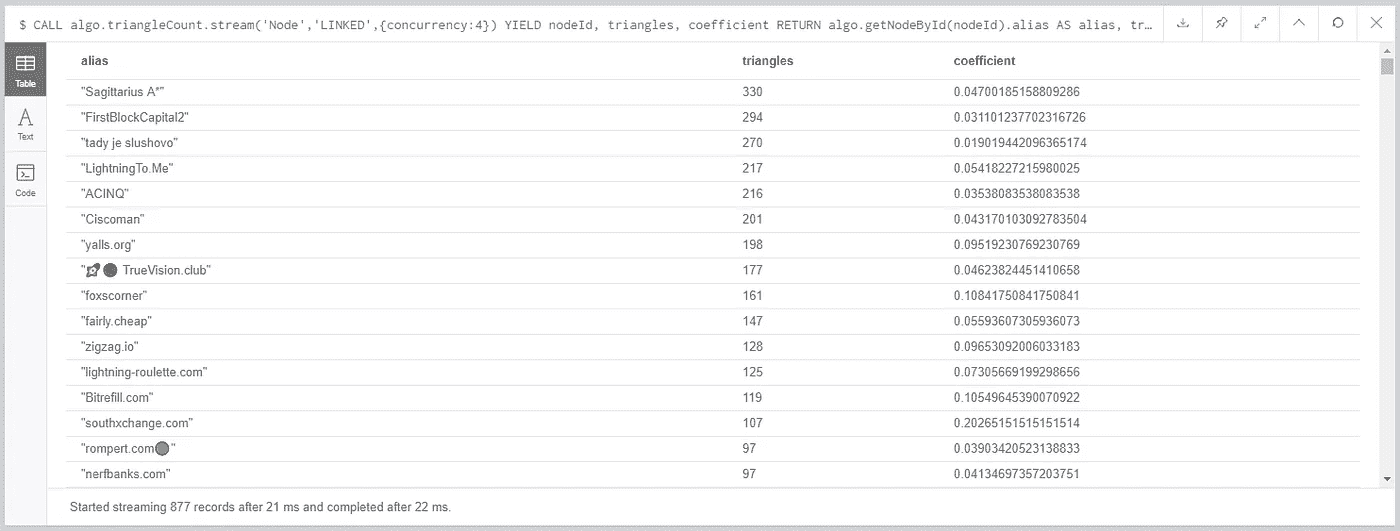 $ CALL algo.triangleCount.stream('Node','LINKED',{concurrency:4}) YIELD nodeId, triangles, coefficient RETURN algo.getNodeById(nodeId).alias AS alias, tr…
Table
Text
Code
alias triangles coefficient
"Sagittarius A*" 330 0.04700185158809286
"FirstBlockCapital2" 294 0.031101237702316726
"tady je slushovo" 270 0.019019442096365174
"LightningTo.Me" 217 0.05418227215980025
"ACINQ" 216 0.03538083538083538
"Ciscoman" 201 0.043170103092783504
"yalls.org" 198 0.09519230769230769
"🚀🌑 TrueVision.club" 177 0.04623824451410658
"foxscorner" 161 0.10841750841750841
"fairly.cheap" 147 0.05593607305936073
"zigzag.io" 128 0.09653092006033183
"lightning-roulette.com" 125 0.07305669199298656
"Bitrefill.com" 119 0.10549645390070922
"southxchange.com" 107 0.20265151515151514
"rompert.com🌑" 97 0.03903420523138833
"nerfbanks.com" 97 0.04134697357203751
Started streaming 877 records after 21 ms and completed after 22 ms.